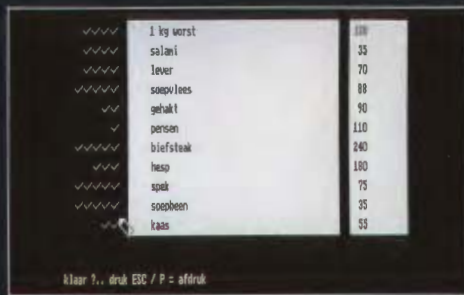 ✓✓✓✓ 1 kg worst
✓✓✓✓ salami 35
✓✓✓✓ lever 70
✓✓✓✓✓ soepvlees 88
✓✓ gehakt 90
✓ pensen 110
✓✓✓✓✓ biefsteak 240
✓✓✓ hesp 180
✓✓✓✓✓ spek 75
✓✓✓✓✓ soepbeen 35
kaas 55
klaar ?.. druk ESC / P = afdruk